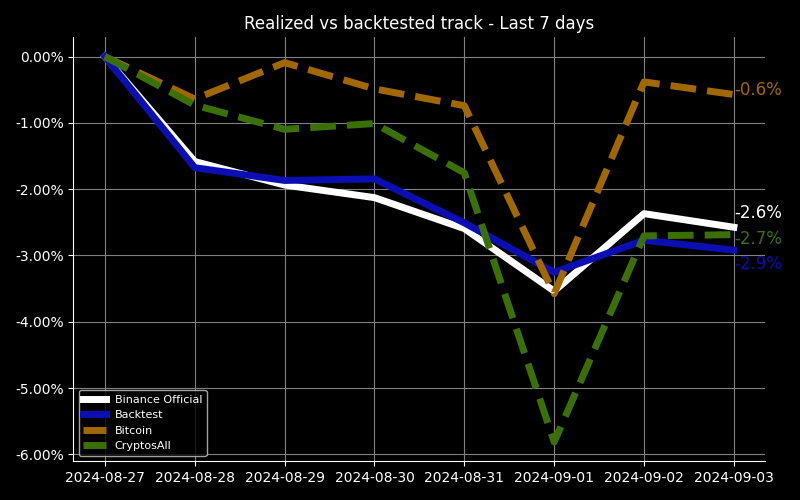 Realized vs backtested track - Last 7 days
0.00%
-1.00%
-2.00%
-3.00%
-4.00%
-5.00%
-6.00%
-0.6%
-2.6%
-2.7%
-2.9%
Binance Official
Backtest
Bitcoin
CryptosAll
2024-08-27 2024-08-28 2024-08-29 2024-08-30 2024-08-31 2024-09-01 2024-09-02 2024-09-03